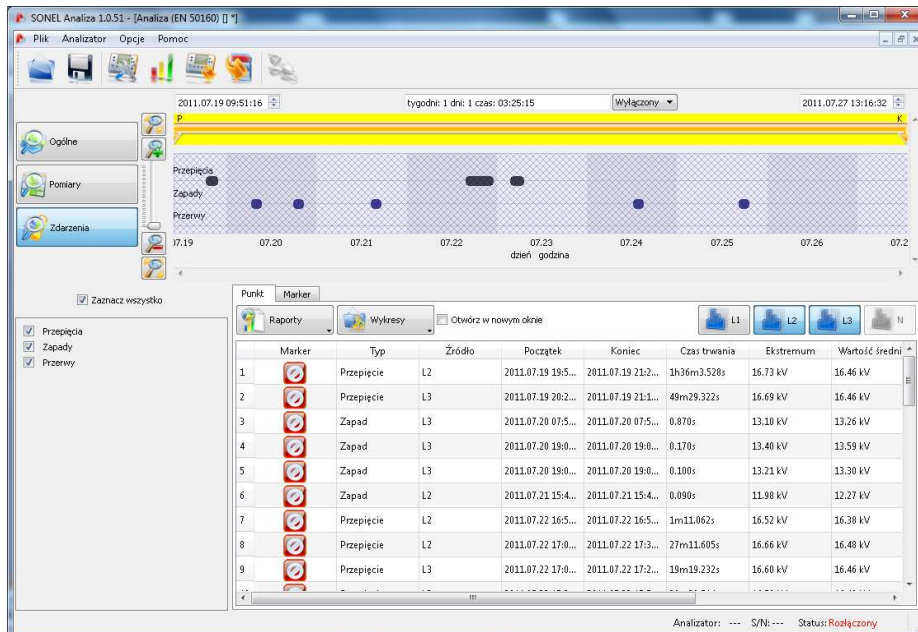 SONEL Analiza 1.0.51 - [Analiza (EN 50160) [] *]
Plik Analizator Opcje Pomoc
2011.07.19 09:51:16 tygodni: 1 dni: 1 czas: 03:25:15 Wyłączony 2011.07.27 13:16:32
P K
Ogólne
Pomiary
Zdarzenia
Przepięcia
Zapady
Przerwy
07.19 07.20 07.21 07.22 07.23 07.24 07.25 07.26 07.2
dzień godzina
Zaznacz wszystko
Przepięcia
Zapady
Przerwy
Punkt Marker
Raporty Wykresy Otwórz w nowym oknie L1 L2 L3 N
Marker Typ Źródło Początek Koniec Czas trwania Ekstremum Wartość średni
1 Przepięcie L2 2011.07.19 19:5... 2011.07.19 21:2... 1h36m3.528s 16.73 kV 16.46 kV
2 Przepięcie L3 2011.07.19 20:2... 2011.07.19 21:1... 49m29.322s 16.69 kV 16.46 kV
3 Zapad L3 2011.07.20 07:5... 2011.07.20 07:5... 0.870s 13.10 kV 13.26 kV
4 Zapad L3 2011.07.20 19:0... 2011.07.20 19:0... 0.170s 13.40 kV 13.59 kV
5 Zapad L3 2011.07.20 19:0... 2011.07.20 19:0... 0.100s 13.21 kV 13.30 kV
6 Zapad L2 2011.07.21 15:4... 2011.07.21 15:4... 0.090s 11.98 kV 12.27 kV
7 Przepięcie L2 2011.07.22 16:5... 2011.07.22 16:5... 1m11.062s 16.52 kV 16.38 kV
8 Przepięcie L2 2011.07.22 17:0... 2011.07.22 17:3... 27m11.605s 16.66 kV 16.48 kV
9 Przepięcie L3 2011.07.22 17:0... 2011.07.22 17:2... 19m19.232s 16.60 kV 16.46 kV
Analizator: --- S/N: --- Status: Rozłączony